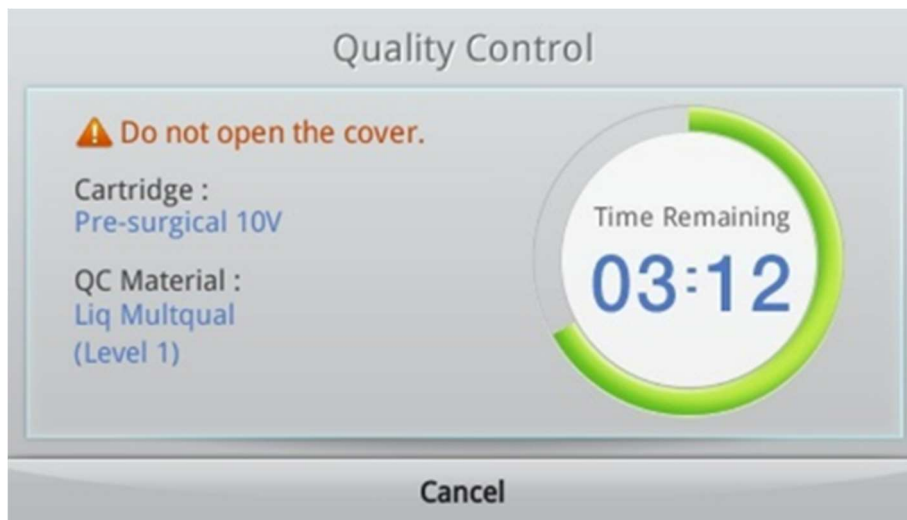 Quality Control
Do not open the cover.
Cartridge :
Pre-surgical 10V
QC Material :
Liq Multqual
(Level 1)
Time Remaining
03:12
Cancel